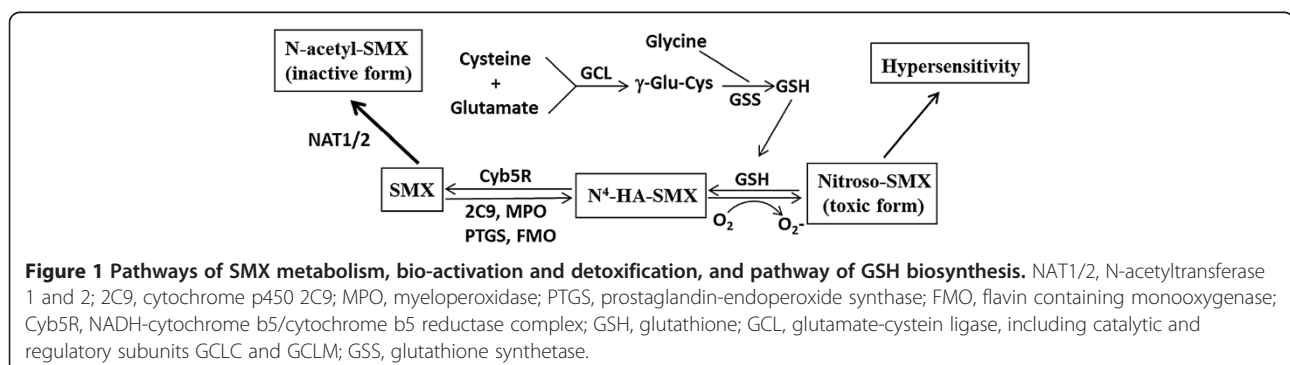 N-acetyl-SMX
(inactive form)
Cysteine
+
Glutamate
GCL
γ-Glu-Cys
Glycine
GSS
GSH
Hypersensitivity
NAT1/2
SMX
Cyb5R
2C9, MPO
PTGS, FMO
N⁴-HA-SMX
GSH
O₂
O₂-
Nitroso-SMX
(toxic form)
Figure 1 Pathways of SMX metabolism, bio-activation and detoxification, and pathway of GSH biosynthesis. NAT1/2, N-acetyltransferase
1 and 2; 2C9, cytochrome p450 2C9; MPO, myeloperoxidase; PTGS, prostaglandin-endoperoxide synthase; FMO, flavin containing monooxygenase;
Cyb5R, NADH-cytochrome b5/cytochrome b5 reductase complex; GSH, glutathione; GCL, glutamate-cystein ligase, including catalytic and
regulatory subunits GCLC and GCLM; GSS, glutathione synthetase.